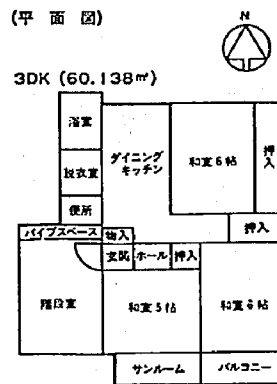 (平面図)
N
3DK (60.138㎡)
浴室
脱衣室
便所
ダイニング
キッチン
和室6帖
押入
押入
パイプスペース
物入
玄関
ホール
押入
階段室
和室5帖
和室6帖
サンルーム
バルコニー